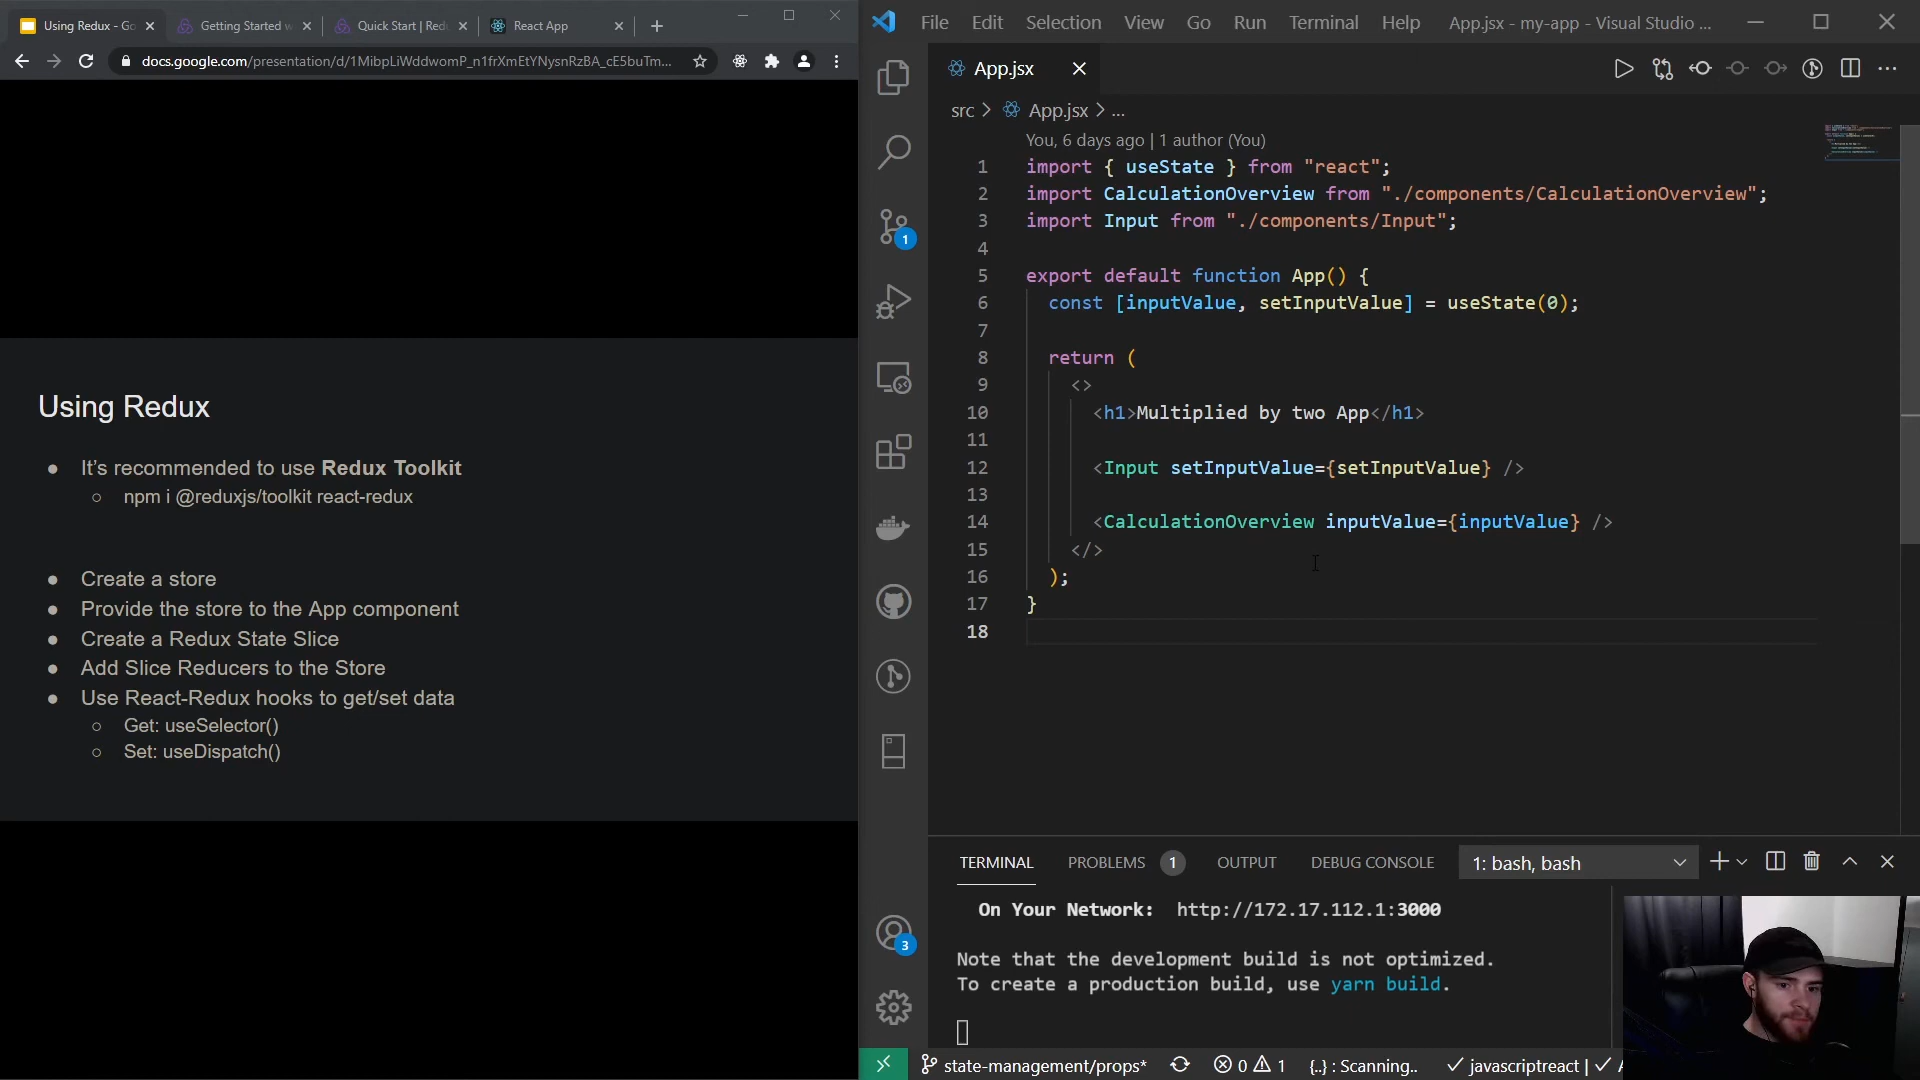 Using Redux - Go
Getting Started w
Quick Start | Red
React App
docs.google.com/presentation/d/1MibpLiWddwomP_n1frXmEtYNysnRzBA_cE5buTm...
Using Redux
● It's recommended to use Redux Toolkit
○ npm i @reduxjs/toolkit react-redux
● Create a store
● Provide the store to the App component
● Create a Redux State Slice
● Add Slice Reducers to the Store
● Use React-Redux hooks to get/set data
○ Get: useSelector()
○ Set: useDispatch()
File Edit Selection View Go Run Terminal Help App.jsx - my-app - Visual Studio ...
App.jsx
src > App.jsx > ...
You, 6 days ago | 1 author (You)
1 import { useState } from "react";
2 import CalculationOverview from "./components/CalculationOverview";
3 import Input from "./components/Input";
4
5 export default function App() {
6 const [inputValue, setInputValue] = useState(0);
7
8 return (
9 <>
10 <h1>Multiplied by two App</h1>
11
12 <Input setInputValue={setInputValue} />
13
14 <CalculationOverview inputValue={inputValue} />
15 </>
16 );
17 }
18
1
3
TERMINAL PROBLEMS 1 OUTPUT DEBUG CONSOLE 1: bash, bash
On Your Network: http://172.17.112.1:3000
Note that the development build is not optimized.
To create a production build, use yarn build.
state-management/props* 0 1 {..} : Scanning.. javascriptreact |